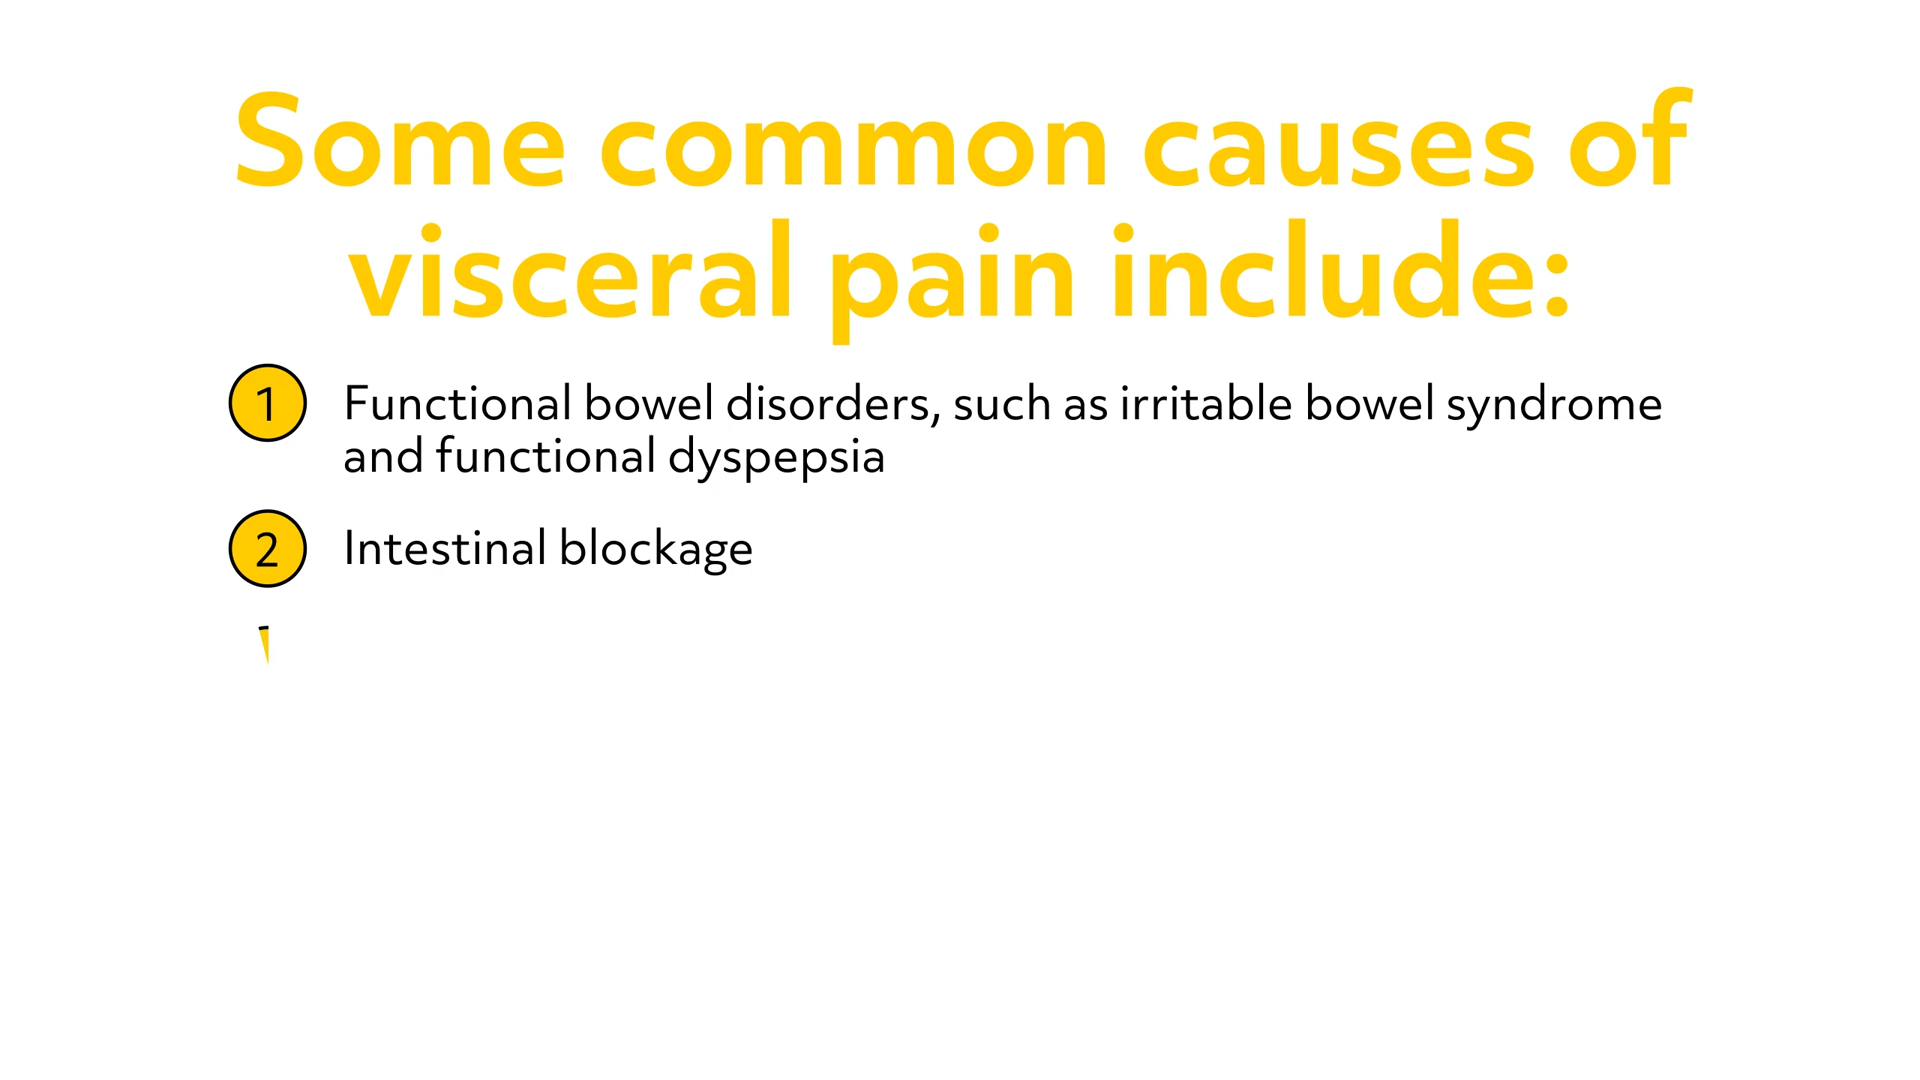 Some common causes of
visceral pain include:
1 Functional bowel disorders, such as irritable bowel syndrome
and functional dyspepsia
2 Intestinal blockage